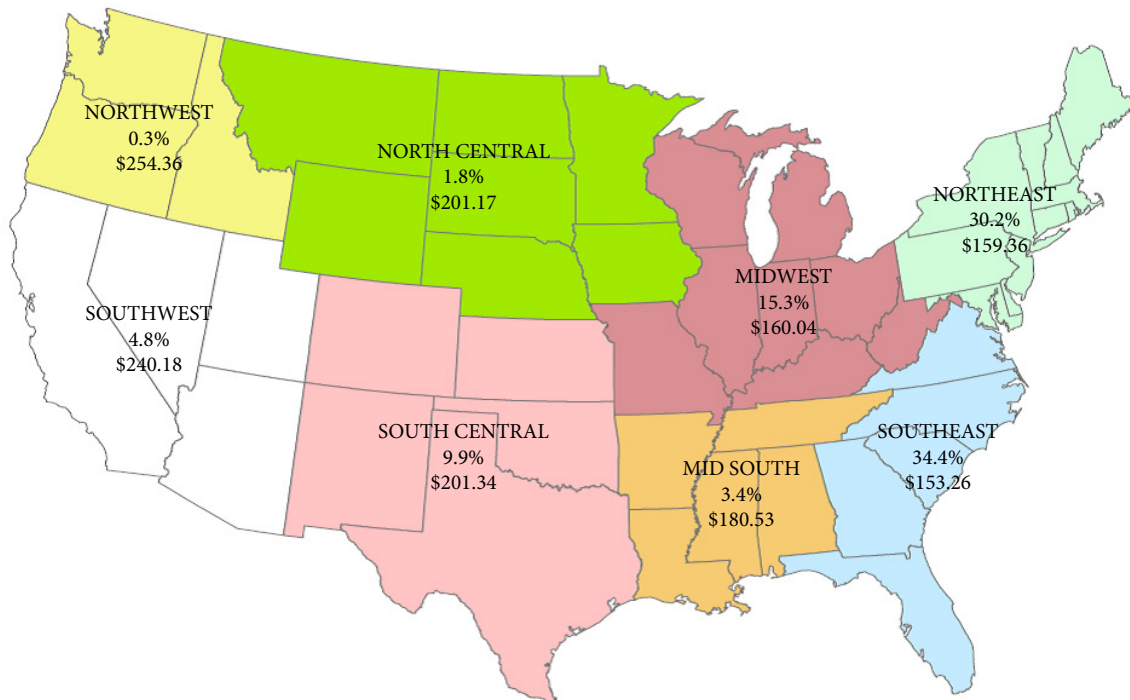 NORTHWEST
0.3%
$254.36
NORTH CENTRAL
1.8%
$201.17
NORTHEAST
30.2%
$159.36
MIDWEST
15.3%
$160.04
SOUTHWEST
4.8%
$240.18
SOUTH CENTRAL
9.9%
$201.34
MID SOUTH
3.4%
$180.53
SOUTHEAST
34.4%
$153.26